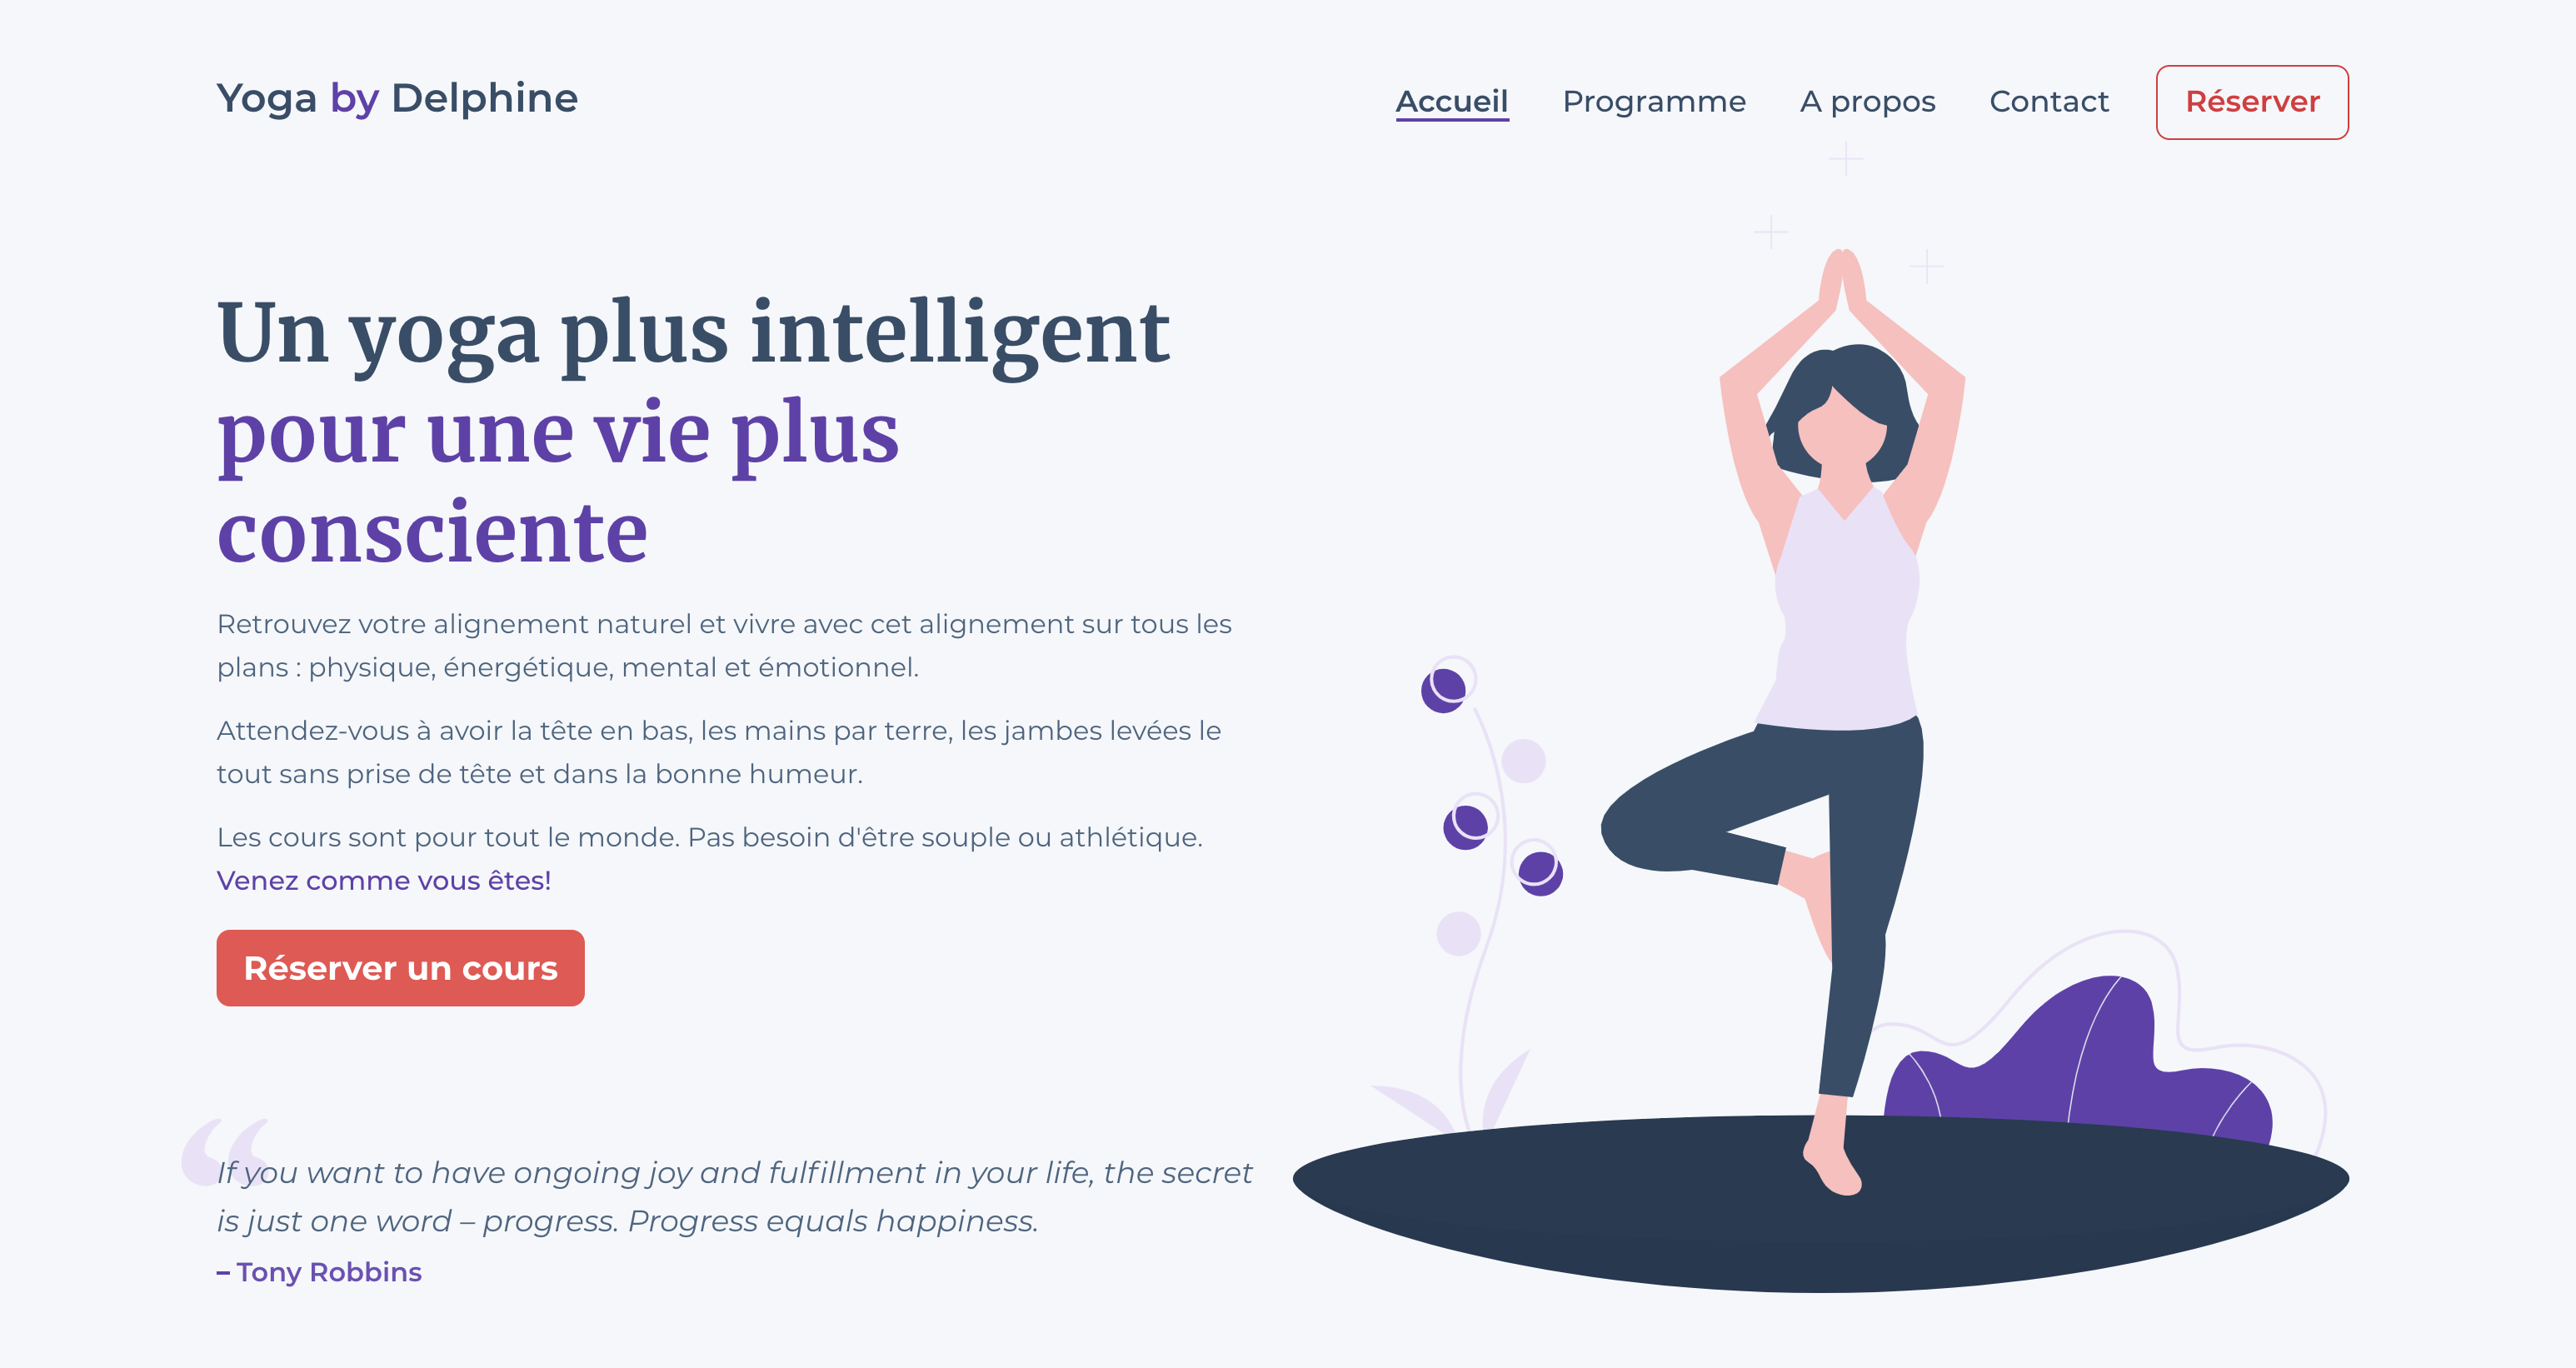 Yoga by Delphine
Accueil Programme A propos Contact Réserver
Un yoga plus intelligent
pour une vie plus
consciente
Retrouvez votre alignement naturel et vivre avec cet alignement sur tous les
plans : physique, énergétique, mental et émotionnel.
Attendez-vous à avoir la tête en bas, les mains par terre, les jambes levées le
tout sans prise de tête et dans la bonne humeur.
Les cours sont pour tout le monde. Pas besoin d'être souple ou athlétique.
Venez comme vous êtes!
Réserver un cours
“
If you want to have ongoing joy and fulfillment in your life, the secret
is just one word – progress. Progress equals happiness.
– Tony Robbins